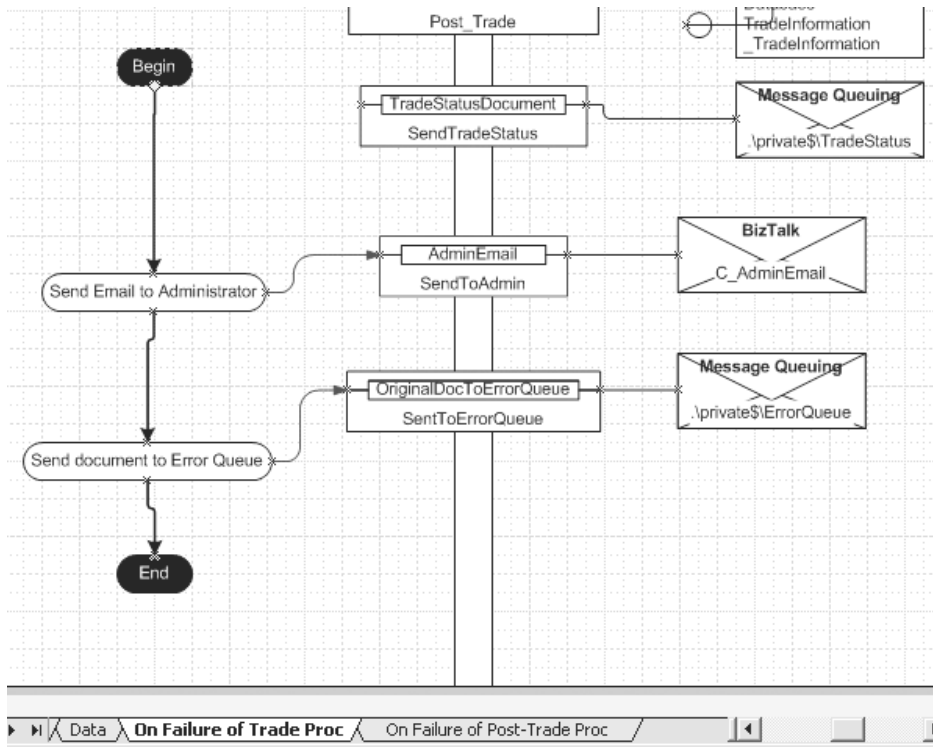 Post_Trade
TradeInformation
_TradeInformation
Begin
TradeStatusDocument
SendTradeStatus
Message Queuing
.\private$\TradeStatus
AdminEmail
SendToAdmin
BizTalk
C_AdminEmail
Send Email to Administrator
OriginalDocToErrorQueue
SentToErrorQueue
Message Queuing
.\private$\ErrorQueue
Send document to Error Queue
End
Data
On Failure of Trade Proc
On Failure of Post-Trade Proc